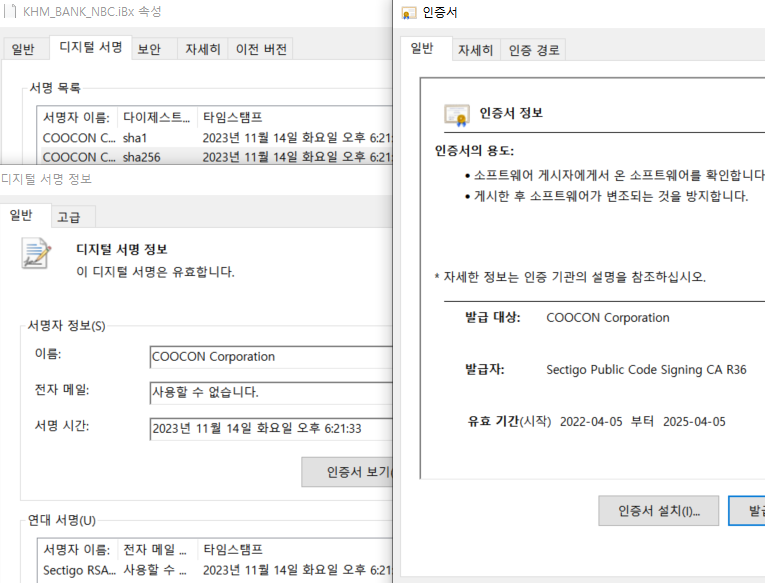 KHM_BANK_NBC.iBx 속성
일반 디지털 서명 보안 자세히 이전 버전
서명 목록
서명자 이름: 다이제스트... 타임스탬프
COOCON C... sha1 2023년 11월 14일 화요일 오후 6:21:
COOCON C... sha256 2023년 11월 14일 화요일 오후 6:21:
디지털 서명 정보
일반 고급
디지털 서명 정보
이 디지털 서명은 유효합니다.
서명자 정보(S)
이름: COOCON Corporation
전자 메일: 사용할 수 없습니다.
서명 시간: 2023년 11월 14일 화요일 오후 6:21:33
인증서 보기(
연대 서명(U)
서명자 이름: 전자 메일 ... 타임스탬프
Sectigo RSA... 사용할 수 ... 2023년 11월 14일 화요일 오후 6:21:
인증서
일반 자세히 인증 경로
인증서 정보
인증서의 용도:
• 소프트웨어 게시자에게서 온 소프트웨어를 확인합니다
• 게시한 후 소프트웨어가 변조되는 것을 방지합니다.
* 자세한 정보는 인증 기관의 설명을 참조하십시오.
발급 대상: COOCON Corporation
발급자: Sectigo Public Code Signing CA R36
유효 기간(시작) 2022-04-05 부터 2025-04-05
인증서 설치(I)... 발급